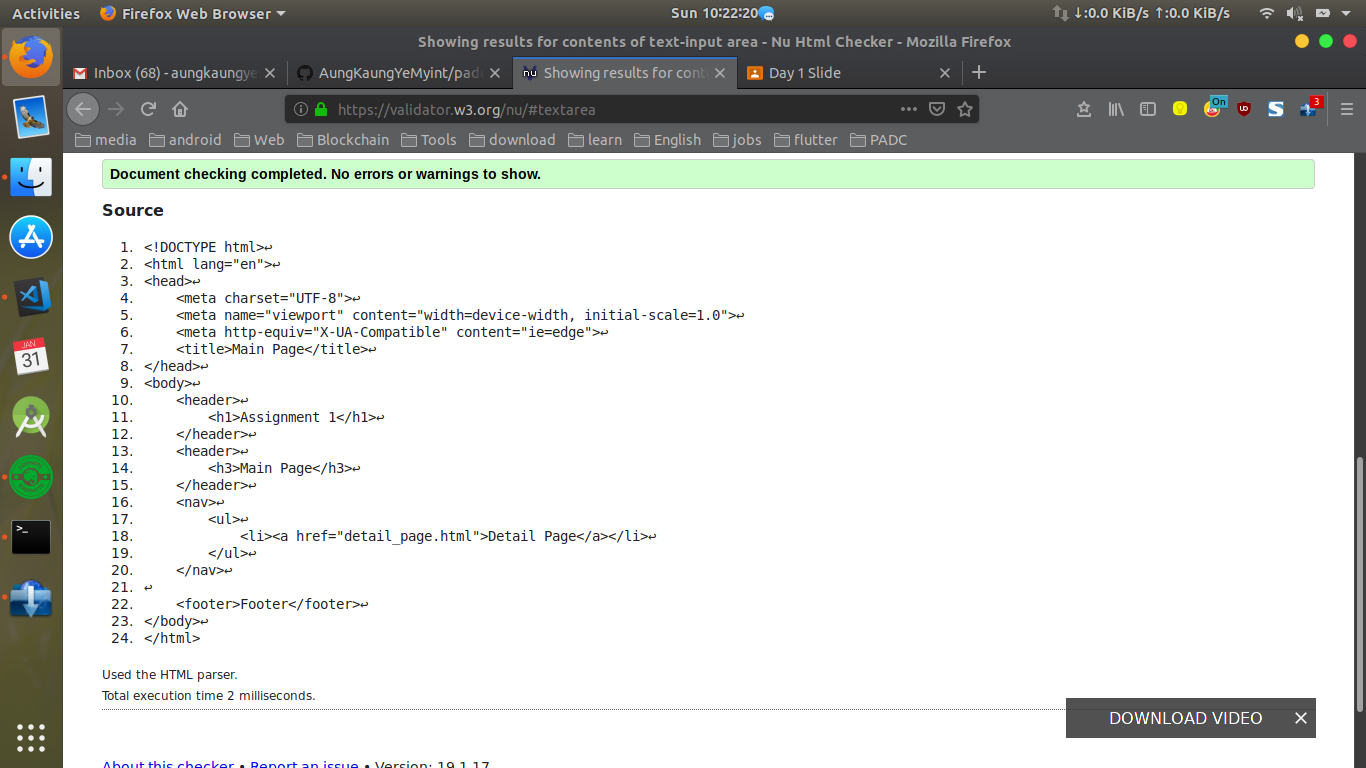 Activities Firefox Web Browser Sun 10:22:20 ↓:0.0 KiB/s ↑:0.0 KiB/s
Showing results for contents of text-input area - Nu Html Checker - Mozilla Firefox
Inbox (68) - aungkaungye AungKaungYeMyint/pad nu Showing results for cont Day 1 Slide
https://validator.w3.org/nu/#textarea ••• On UD S 3
media android Web Blockchain Tools download learn English jobs flutter PADC
Document checking completed. No errors or warnings to show.
Source
1. <!DOCTYPE html>↩
2. <html lang="en">↩
3. <head>↩
4. <meta charset="UTF-8">↩
5. <meta name="viewport" content="width=device-width, initial-scale=1.0">↩
6. <meta http-equiv="X-UA-Compatible" content="ie=edge">↩
7. <title>Main Page</title>↩
8. </head>↩
9. <body>↩
10. <header>↩
11. <h1>Assignment 1</h1>↩
12. </header>↩
13. <header>↩
14. <h3>Main Page</h3>↩
15. </header>↩
16. <nav>↩
17. <ul>↩
18. <li><a href="detail_page.html">Detail Page</a></li>↩
19. </ul>↩
20. </nav>↩
21. ↩
22. <footer>Footer</footer>↩
23. </body>↩
24. </html>
Used the HTML parser.
Total execution time 2 milliseconds.
DOWNLOAD VIDEO
About this checker • Report an issue • Version: 19.1.17
JAN
31
>_